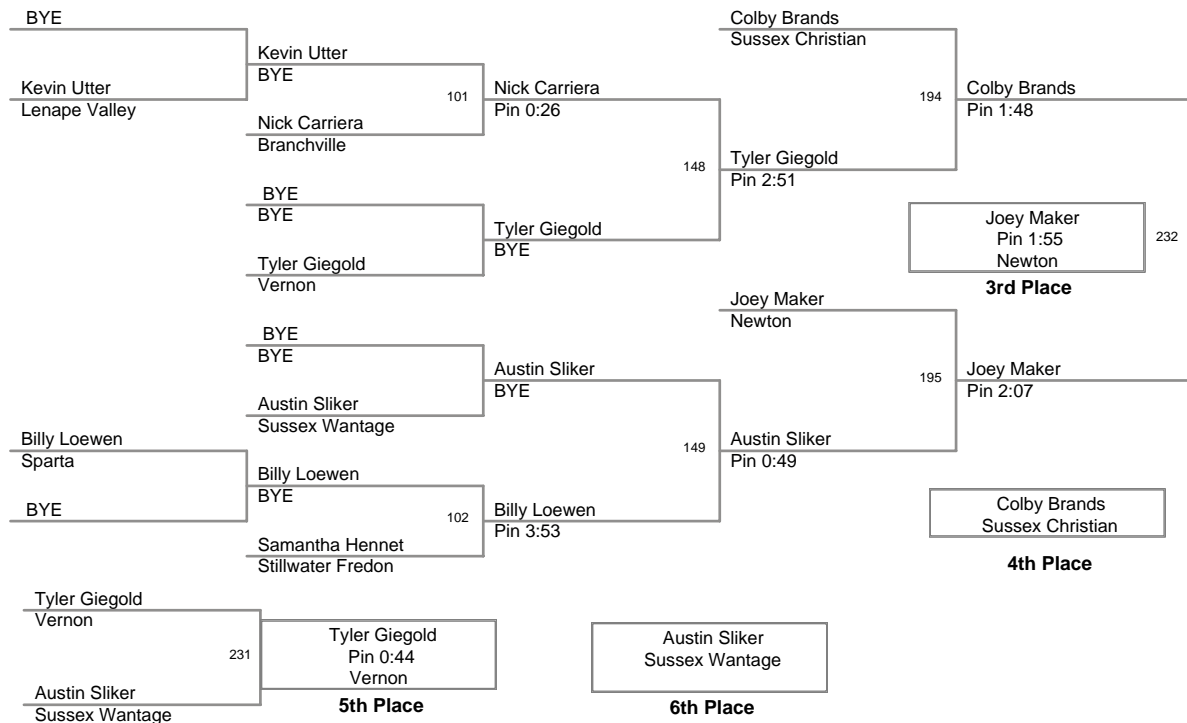 BYE
Kevin Utter
Lenape Valley
Kevin Utter
BYE
101
Nick Carriera
Branchville
Nick Carriera
Pin 0:26
BYE
BYE
Tyler Giegold
Vernon
Tyler Giegold
BYE
148
Colby Brands
Sussex Christian
Tyler Giegold
Pin 2:51
194
Colby Brands
Pin 1:48
Joey Maker
Pin 1:55
Newton
232
3rd Place
BYE
BYE
Austin Sliker
Sussex Wantage
Austin Sliker
BYE
Billy Loewen
Sparta
BYE
Billy Loewen
BYE
102
Samantha Hennet
Stillwater Fredon
Billy Loewen
Pin 3:53
149
Joey Maker
Newton
Austin Sliker
Pin 0:49
195
Joey Maker
Pin 2:07
Colby Brands
Sussex Christian
4th Place
Tyler Giegold
Vernon
231
Austin Sliker
Sussex Wantage
Tyler Giegold
Pin 0:44
Vernon
5th Place
Austin Sliker
Sussex Wantage
6th Place